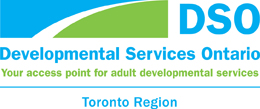 DSO
Developmental Services Ontario
Your access point for adult developmental services
Toronto Region